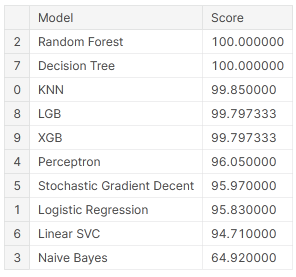 Model Score
2 Random Forest 100.000000
7 Decision Tree 100.000000
0 KNN 99.850000
8 LGB 99.797333
9 XGB 99.797333
4 Perceptron 96.050000
5 Stochastic Gradient Decent 95.970000
1 Logistic Regression 95.830000
6 Linear SVC 94.710000
3 Naive Bayes 64.920000